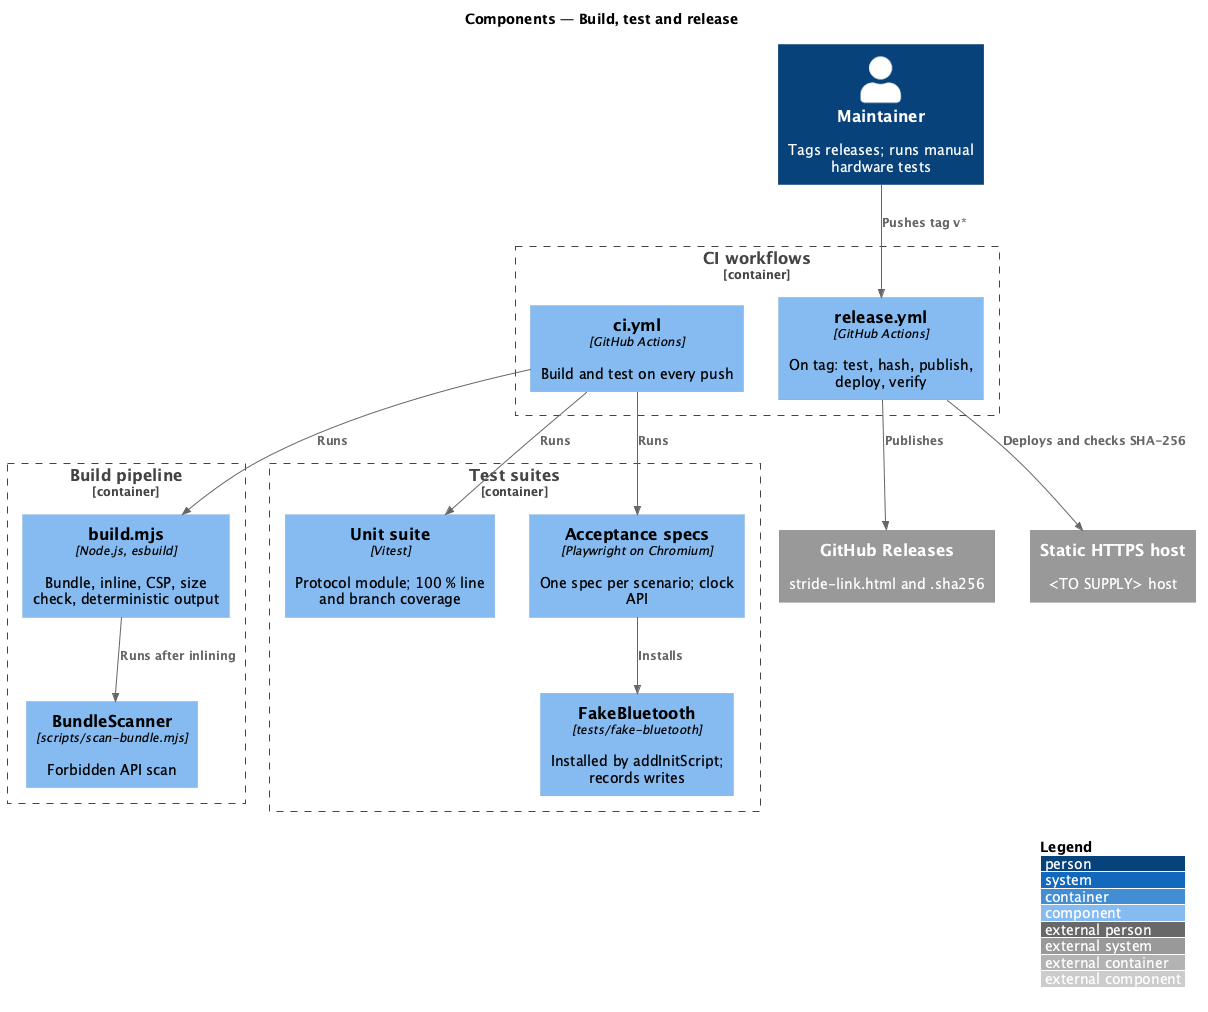 Components — Build, test and release
Maintainer
Tags releases; runs manual
hardware tests
Pushes tag v*
CI workflows
[container]
ci.yml
[GitHub Actions]
Build and test on every push
release.yml
[GitHub Actions]
On tag: test, hash, publish,
deploy, verify
Runs
Runs
Runs
Publishes
Deploys and checks SHA-256
Build pipeline
[container]
build.mjs
[Node.js, esbuild]
Bundle, inline, CSP, size
check, deterministic output
Runs after inlining
BundleScanner
[scripts/scan-bundle.mjs]
Forbidden API scan
Test suites
[container]
Unit suite
[Vitest]
Protocol module; 100 % line
and branch coverage
Acceptance specs
[Playwright on Chromium]
One spec per scenario; clock
API
Installs
FakeBluetooth
[tests/fake-bluetooth]
Installed by addInitScript;
records writes
GitHub Releases
stride-link.html and .sha256
Static HTTPS host
<TO SUPPLY> host
Legend
person
system
container
component
external person
external system
external container
external component